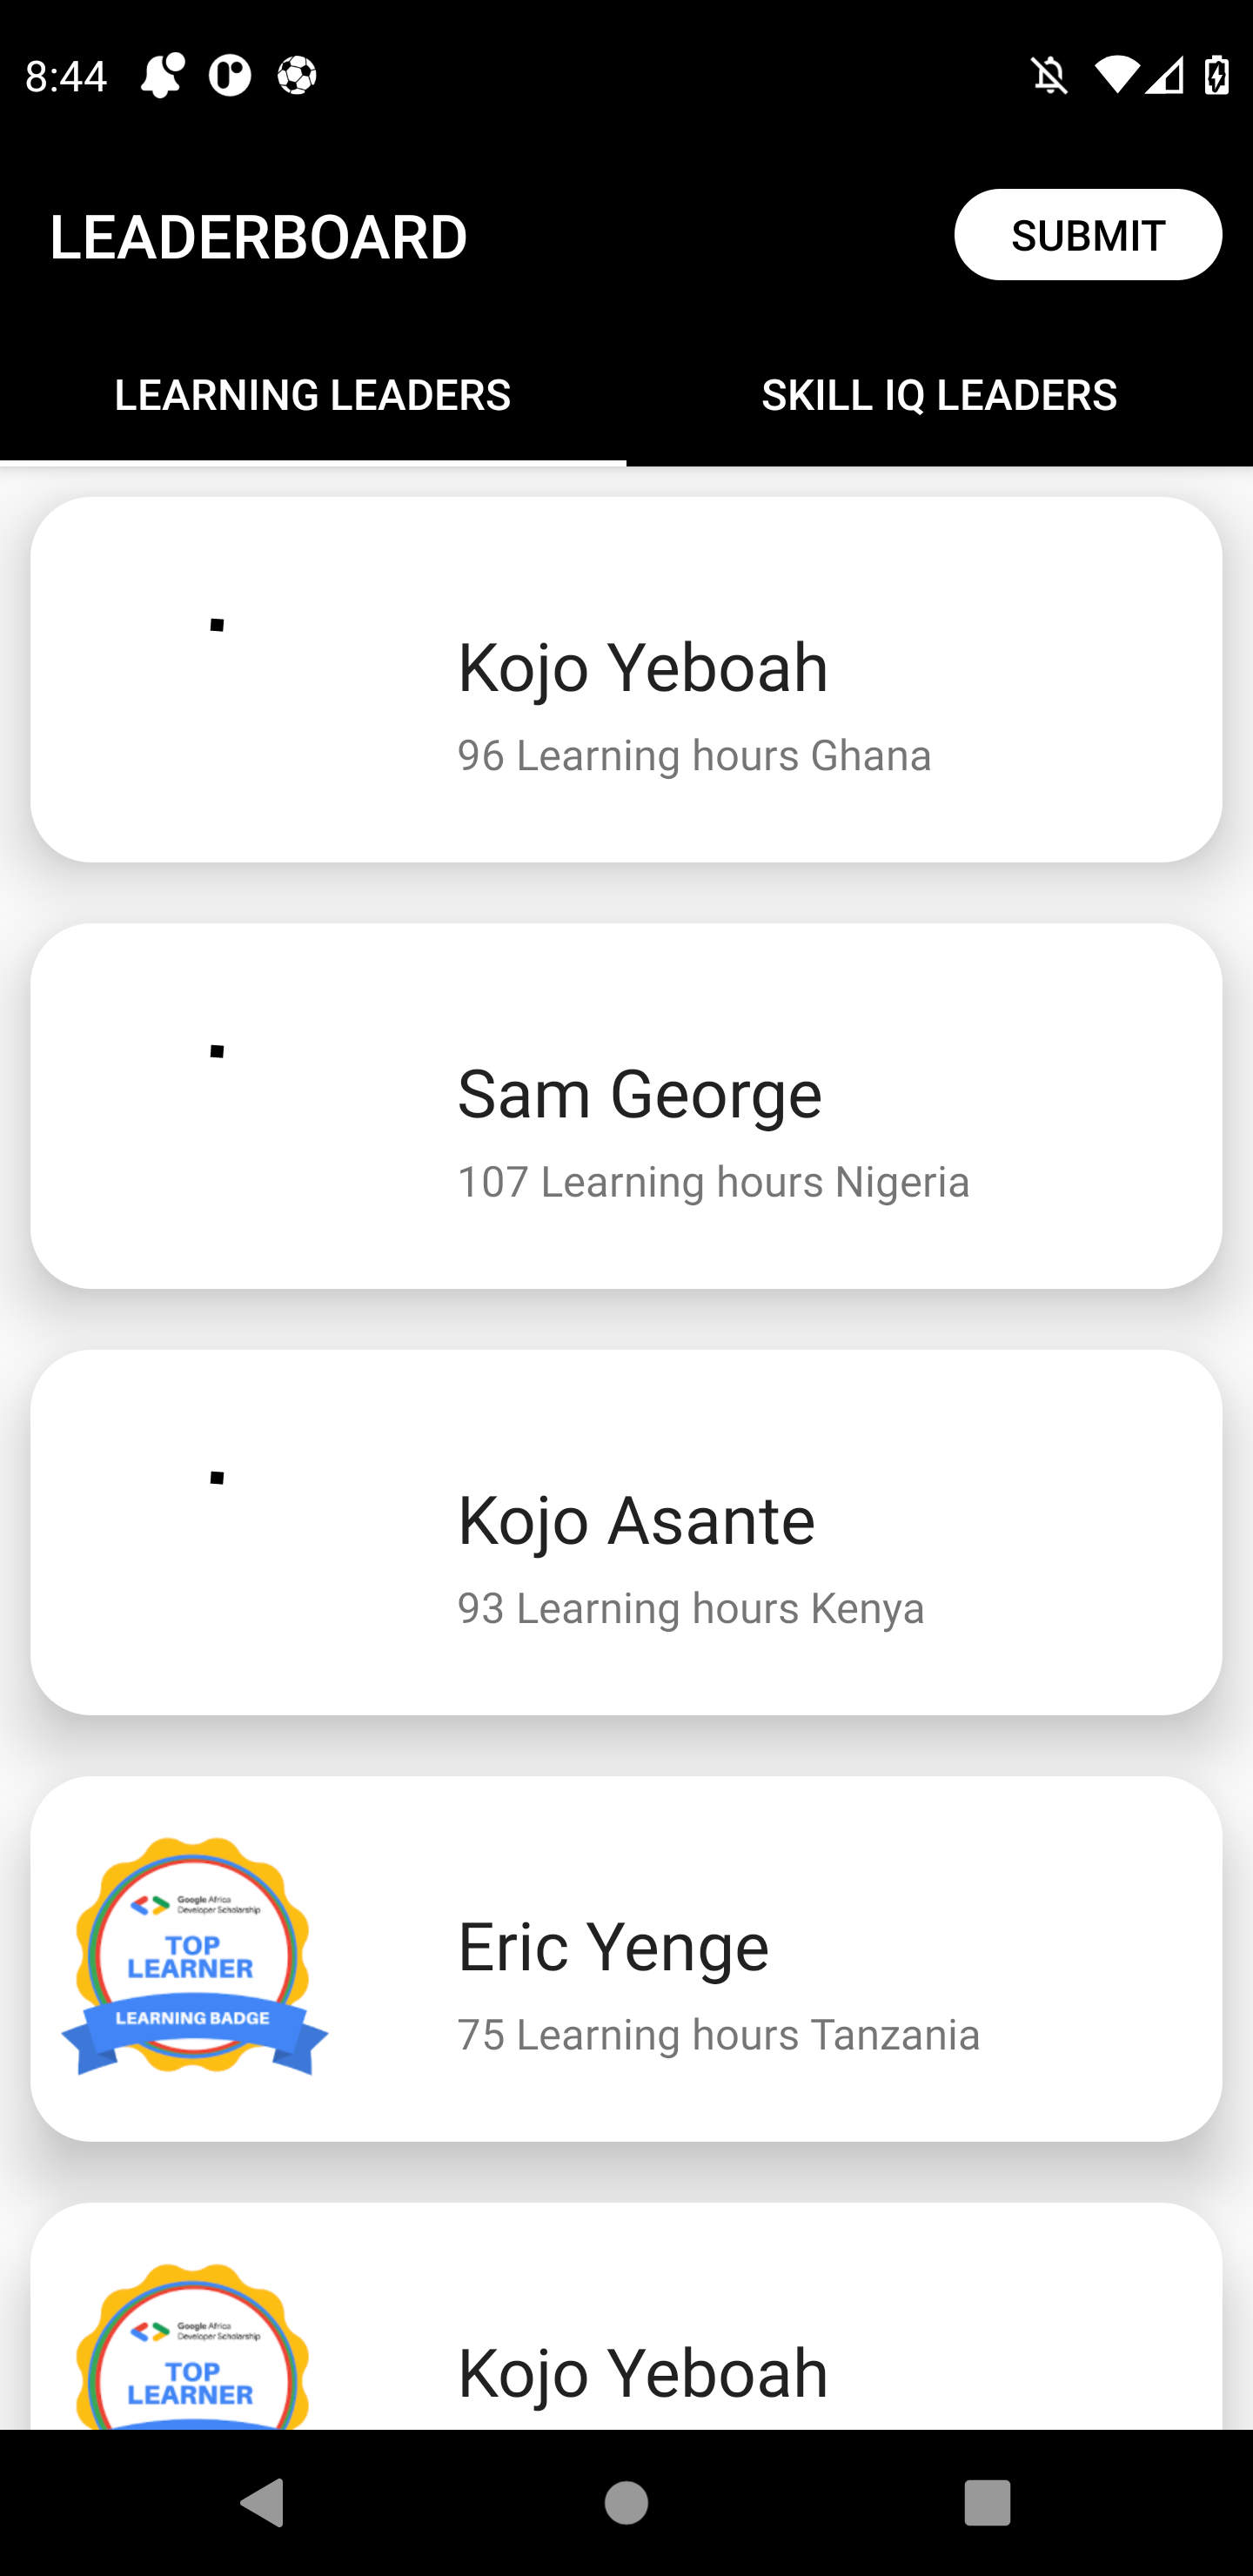 8:44
LEADERBOARD
SUBMIT
LEARNING LEADERS
SKILL IQ LEADERS
Kojo Yeboah
96 Learning hours Ghana
Sam George
107 Learning hours Nigeria
Kojo Asante
93 Learning hours Kenya
Google Africa
Developer Scholarship
TOP
LEARNER
LEARNING BADGE
Eric Yenge
75 Learning hours Tanzania
Google Africa
Developer Scholarship
TOP
LEARNER
Kojo Yeboah